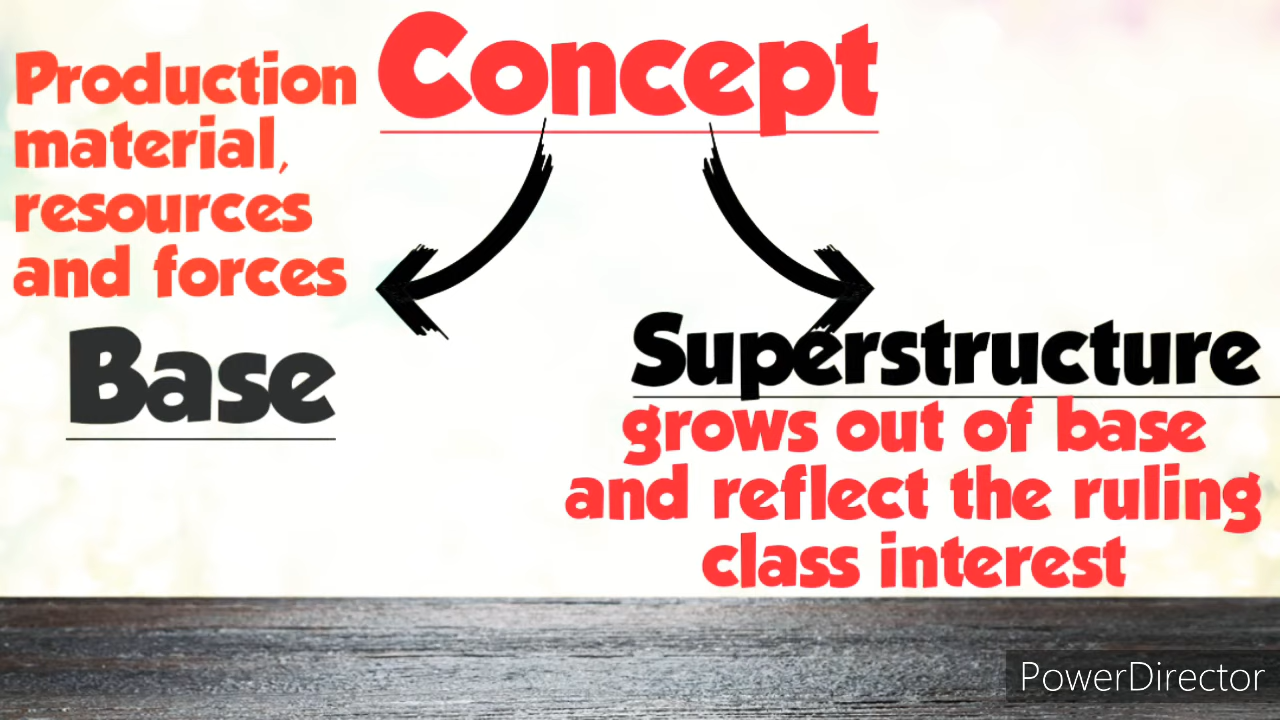 Concept
Production
material,
resources
and forces
Base
Superstructure
grows out of base
and reflect the ruling
class interest
PowerDirector